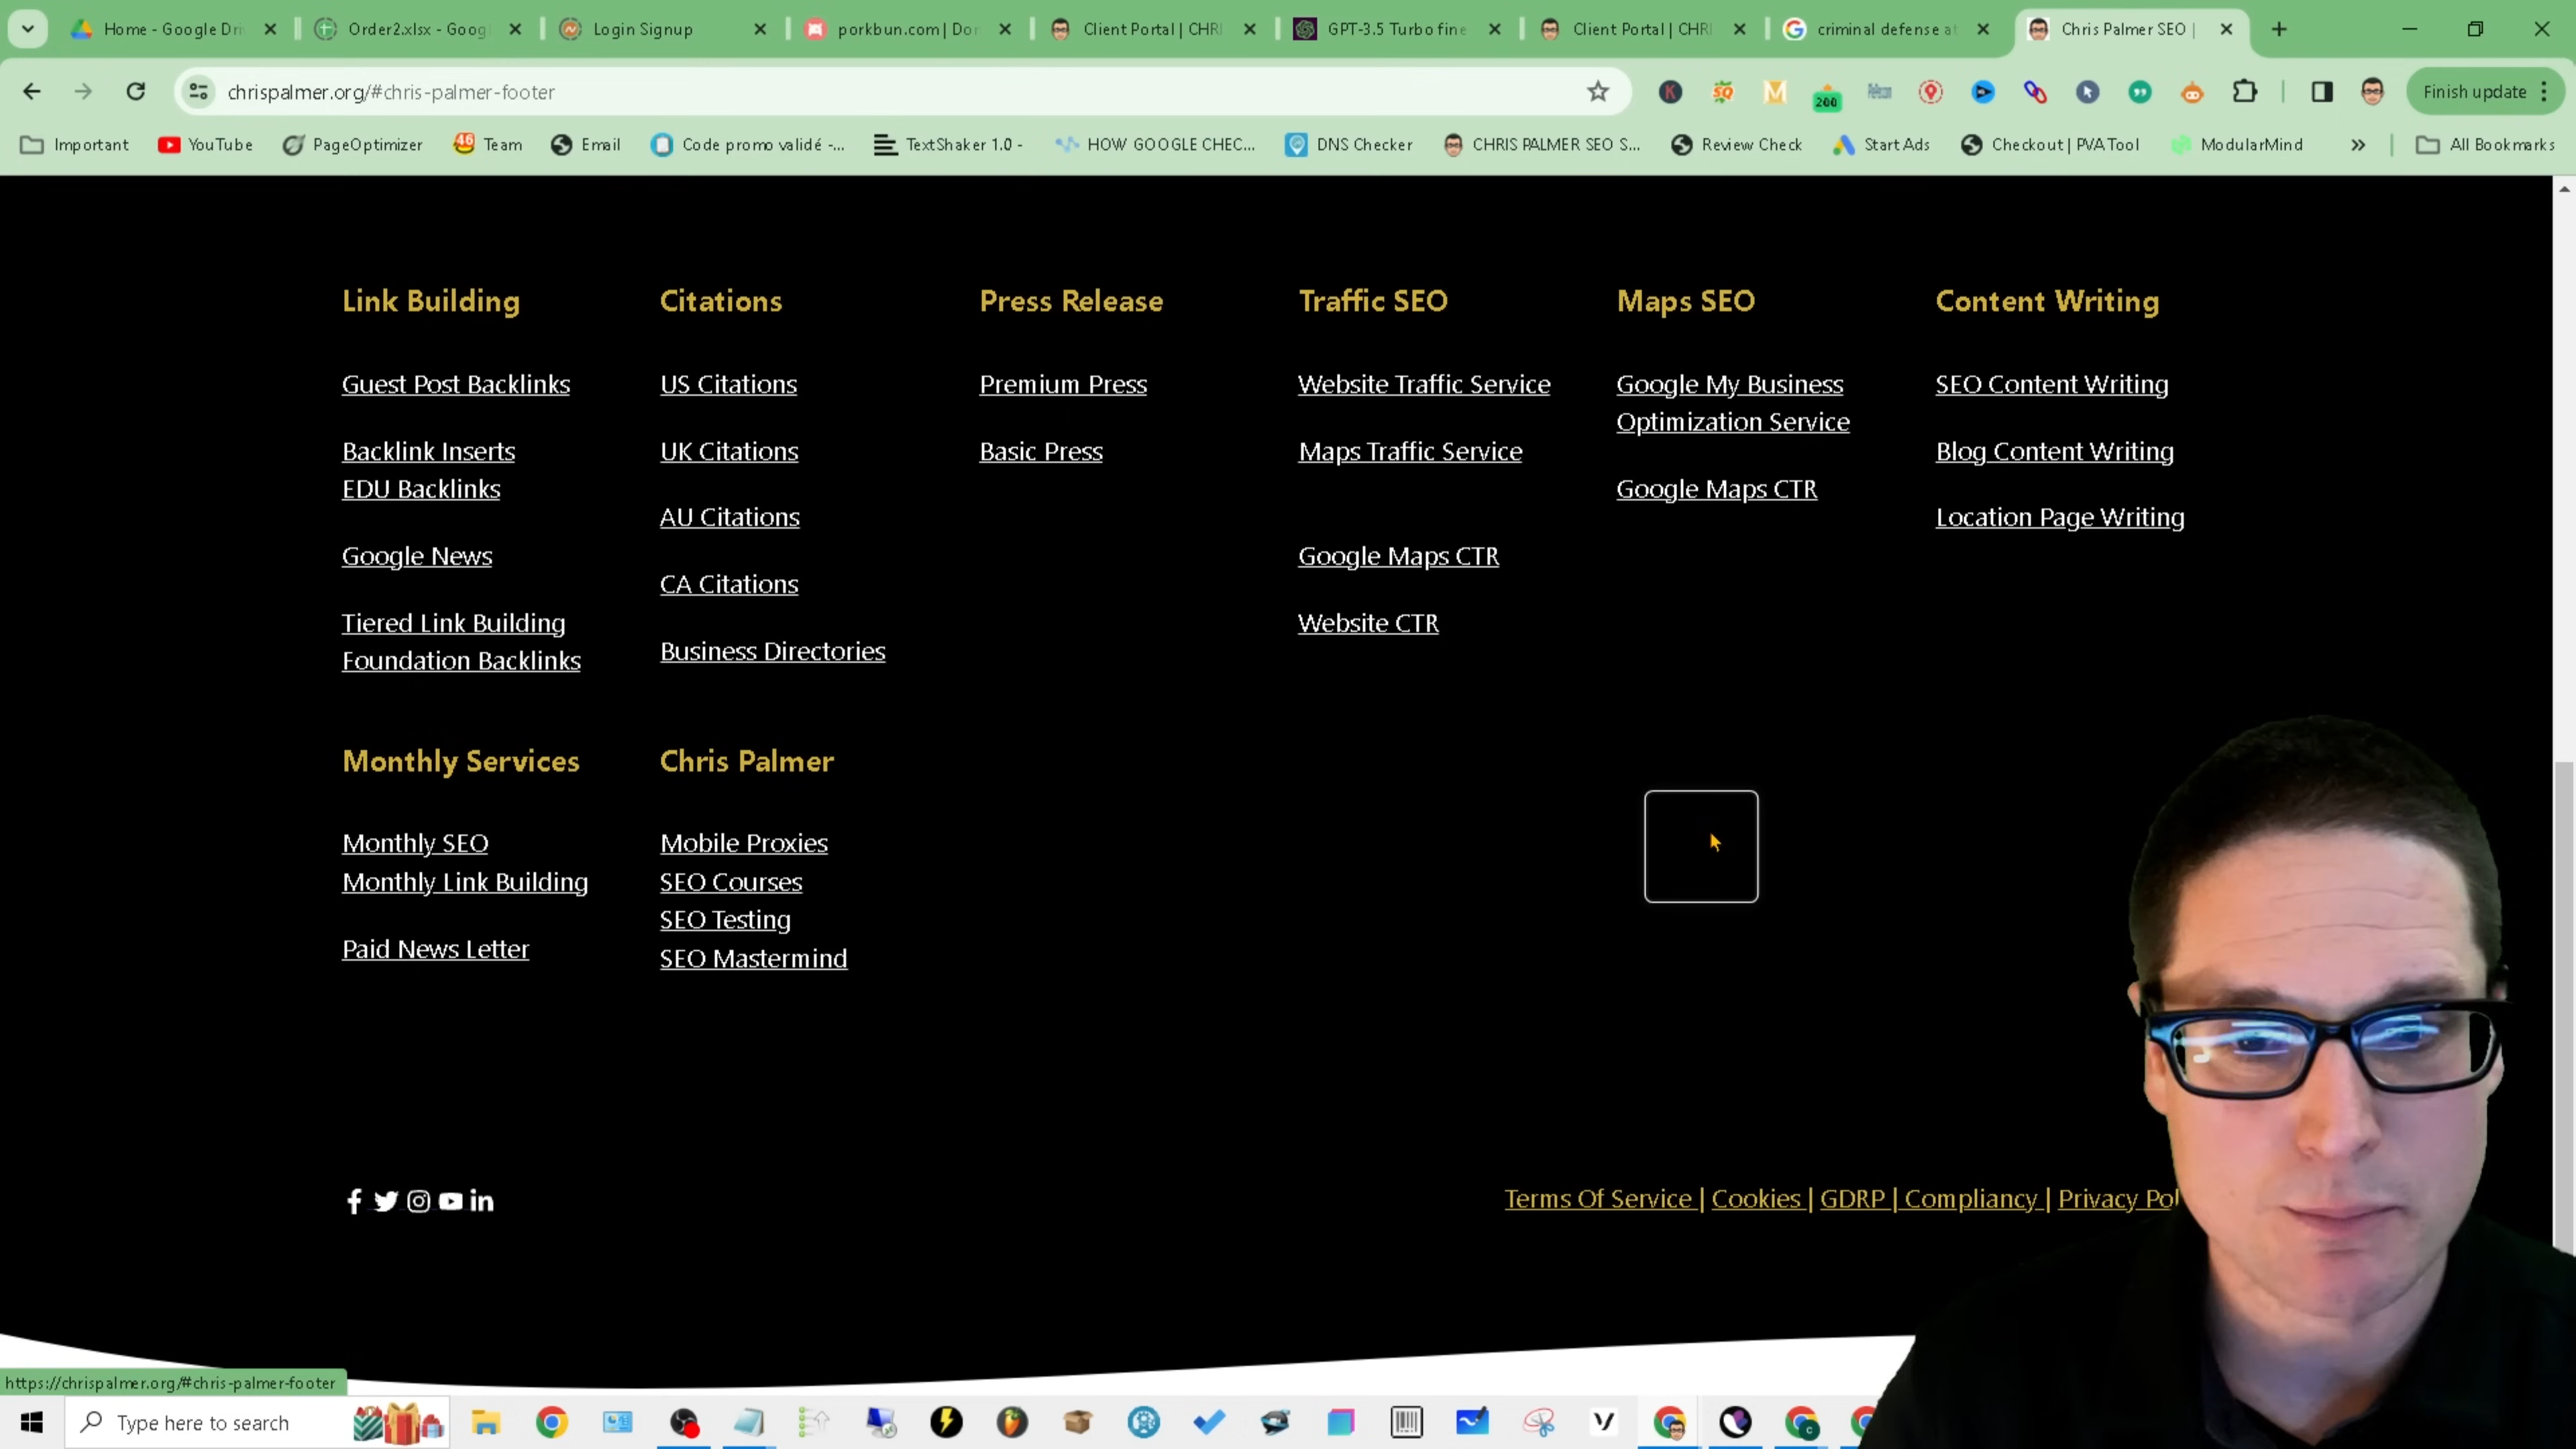 Home - Google Dri
Order2.xlsx - Goog
Login Signup
porkbun.com | Dor
Client Portal | CHRI
GPT-3.5 Turbo fine
Client Portal | CHRI
criminal defense at
Chris Palmer SEO |
chrispalmer.org/#chris-palmer-footer
200
Finish update
Important
YouTube
PageOptimizer
46
Team
Email
Code promo validé -...
TextShaker 1.0 -
HOW GOOGLE CHEC...
DNS Checker
CHRIS PALMER SEO S...
Review Check
Start Ads
Checkout | PVA Tool
ModularMind
All Bookmarks
Link Building
Guest Post Backlinks
Backlink Inserts
EDU Backlinks
Google News
Tiered Link Building
Foundation Backlinks
Citations
US Citations
UK Citations
AU Citations
CA Citations
Business Directories
Press Release
Premium Press
Basic Press
Traffic SEO
Website Traffic Service
Maps Traffic Service
Google Maps CTR
Website CTR
Maps SEO
Google My Business
Optimization Service
Google Maps CTR
Content Writing
SEO Content Writing
Blog Content Writing
Location Page Writing
Monthly Services
Monthly SEO
Monthly Link Building
Paid News Letter
Chris Palmer
Mobile Proxies
SEO Courses
SEO Testing
SEO Mastermind
Terms Of Service | Cookies | GDRP | Compliancy | Privacy Pol
https://chrispalmer.org/#chris-palmer-footer
Type here to search